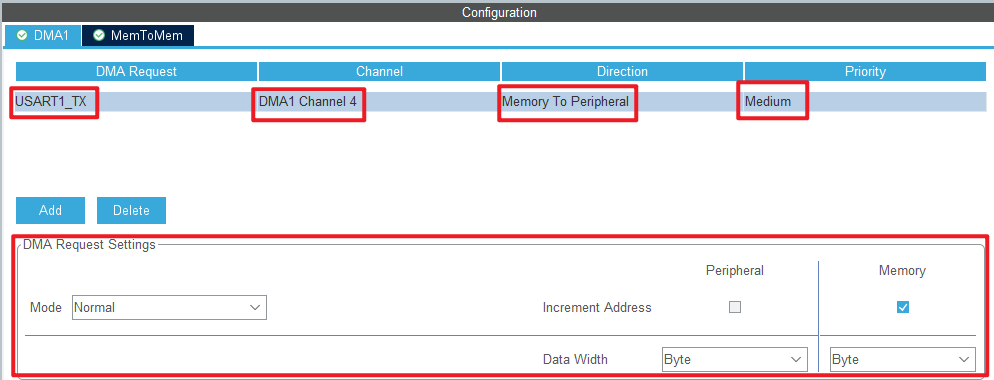 Configuration
DMA1 MemToMem
DMA Request Channel Direction Priority
USART1_TX DMA1 Channel 4 Memory To Peripheral Medium
Add Delete
DMA Request Settings
Peripheral Memory
Mode Normal Increment Address
Data Width Byte Byte